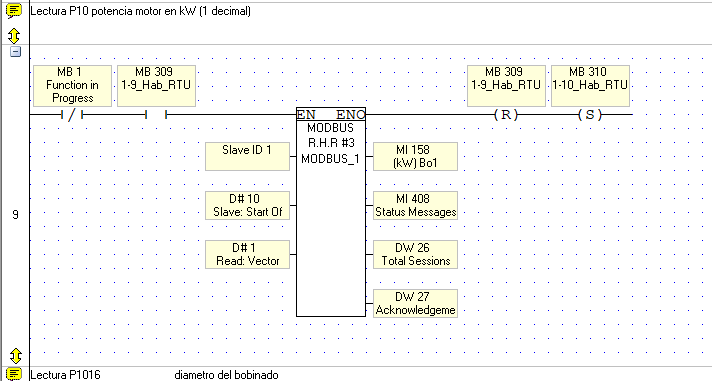 Lectura P10 potencia motor en kW (1 decimal)
MB 1
Function in
Progress
MB 309
1-9_Hab_RTU
MB 309
1-9_Hab_RTU
MB 310
1-10_Hab_RTU
(R)
(S)
EN ENO
MODBUS
R.H.R #3
MODBUS_1
Slave ID 1
MI 158
(kW) Bo1
D# 10
Slave: Start Of
MI 408
Status Messages
9
D# 1
Read: Vector
DW 26
Total Sessions
DW 27
Acknowledgeme
Lectura P1016 diametro del bobinado